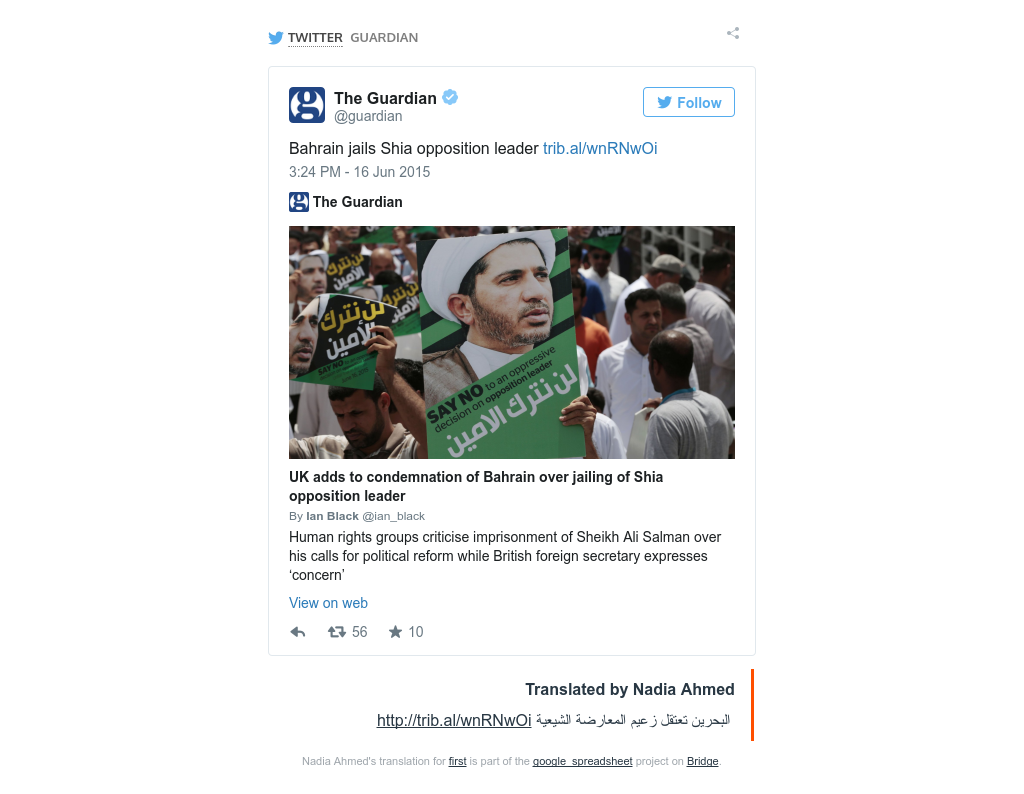 TWITTER GUARDIAN
The Guardian
@guardian
Follow
Bahrain jails Shia opposition leader trib.al/wnRNwOi
3:24 PM - 16 Jun 2015
The Guardian
لن نترك
الأمين
لن نترك
الأمين
لن نترك
الأمين
SAY NO
SAY NO to an oppressive
decision on opposition leader
لن نترك الامين
UK adds to condemnation of Bahrain over jailing of Shia
opposition leader
By Ian Black @ian_black
Human rights groups criticise imprisonment of Sheikh Ali Salman over
his calls for political reform while British foreign secretary expresses
‘concern’
View on web
56 10
Translated by Nadia Ahmed
البحرين تعتقل زعيم المعارضة الشيعية http://trib.al/wnRNwOi
Nadia Ahmed's translation for first is part of the google_spreadsheet project on Bridge.